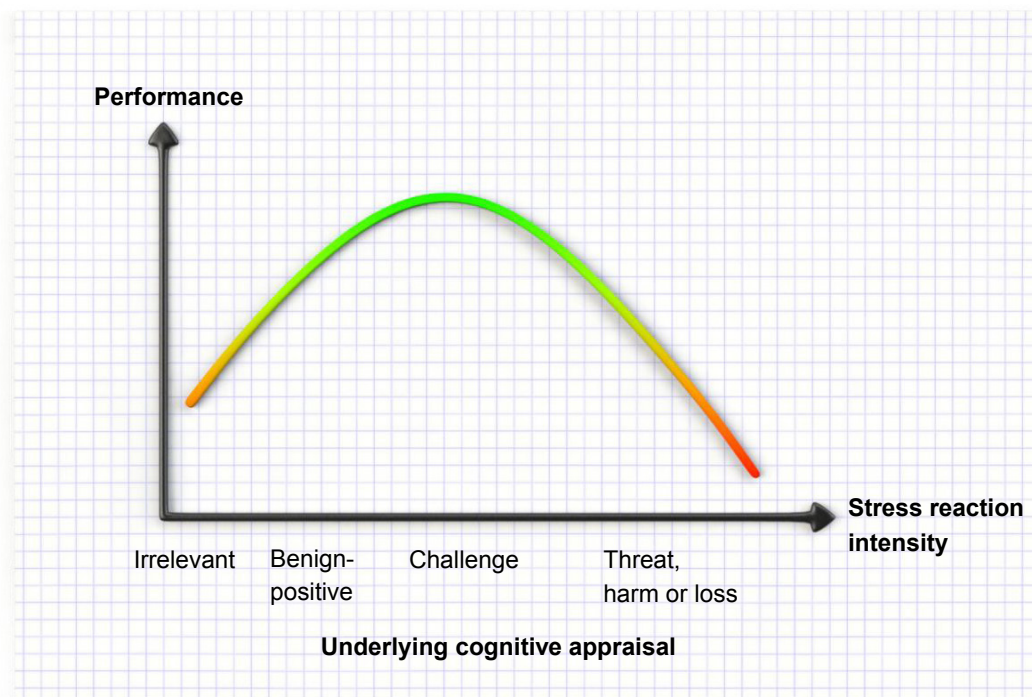 Performance
Stress reaction
intensity
Irrelevant
Benign-
positive
Challenge
Threat,
harm or loss
Underlying cognitive appraisal